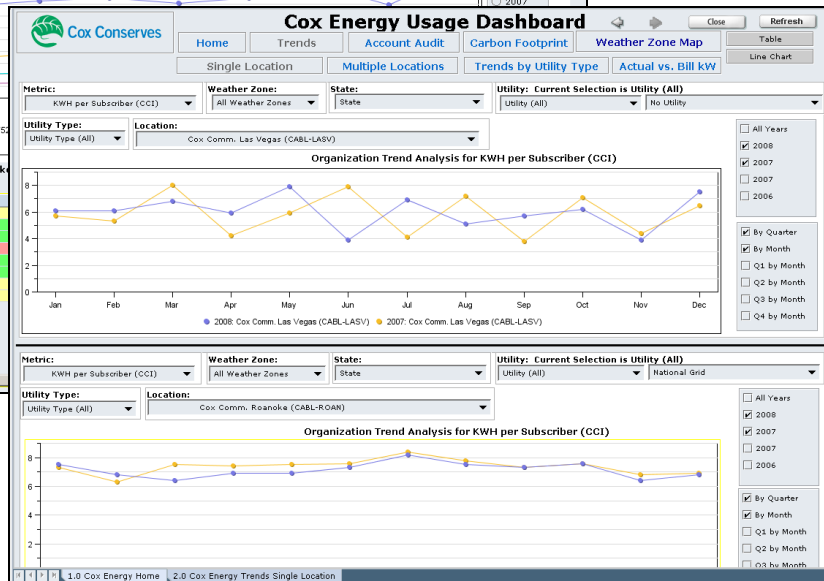 2007
Cox Conserves
Cox Energy Usage Dashboard
Close
Refresh
Home
Trends
Account Audit
Carbon Footprint
Weather Zone Map
Table
Line Chart
Single Location
Multiple Locations
Trends by Utility Type
Actual vs. Bill kW
Metric:
Weather Zone:
State:
Utility: Current Selection is Utility (All)
KWH per Subscriber (CCI)
All Weather Zones
State
Utility (All)
No Utility
Utility Type:
Location:
Utility Type (All)
Cox Comm. Las Vegas (CABL-LASV)
All Years
2008
2007
2007
2006
Organization Trend Analysis for KWH per Subscriber (CCI)
8
6
4
2
0
Jan Feb Mar Apr May Jun Jul Aug Sep Oct Nov Dec
2008: Cox Comm. Las Vegas (CABL-LASV) 2007: Cox Comm. Las Vegas (CABL-LASV)
By Quarter
By Month
Q1 by Month
Q2 by Month
Q3 by Month
Q4 by Month
Metric:
Weather Zone:
State:
Utility: Current Selection is Utility (All)
KWH per Subscriber (CCI)
All Weather Zones
State
Utility (All)
National Grid
Utility Type:
Location:
Utility Type (All)
Cox Comm. Roanoke (CABL-ROAN)
All Years
2008
2007
2007
2006
Organization Trend Analysis for KWH per Subscriber (CCI)
8
6
4
2
By Quarter
By Month
Q1 by Month
Q2 by Month
Q3 by Month
1.0 Cox Energy Home
2.0 Cox Energy Trends Single Location